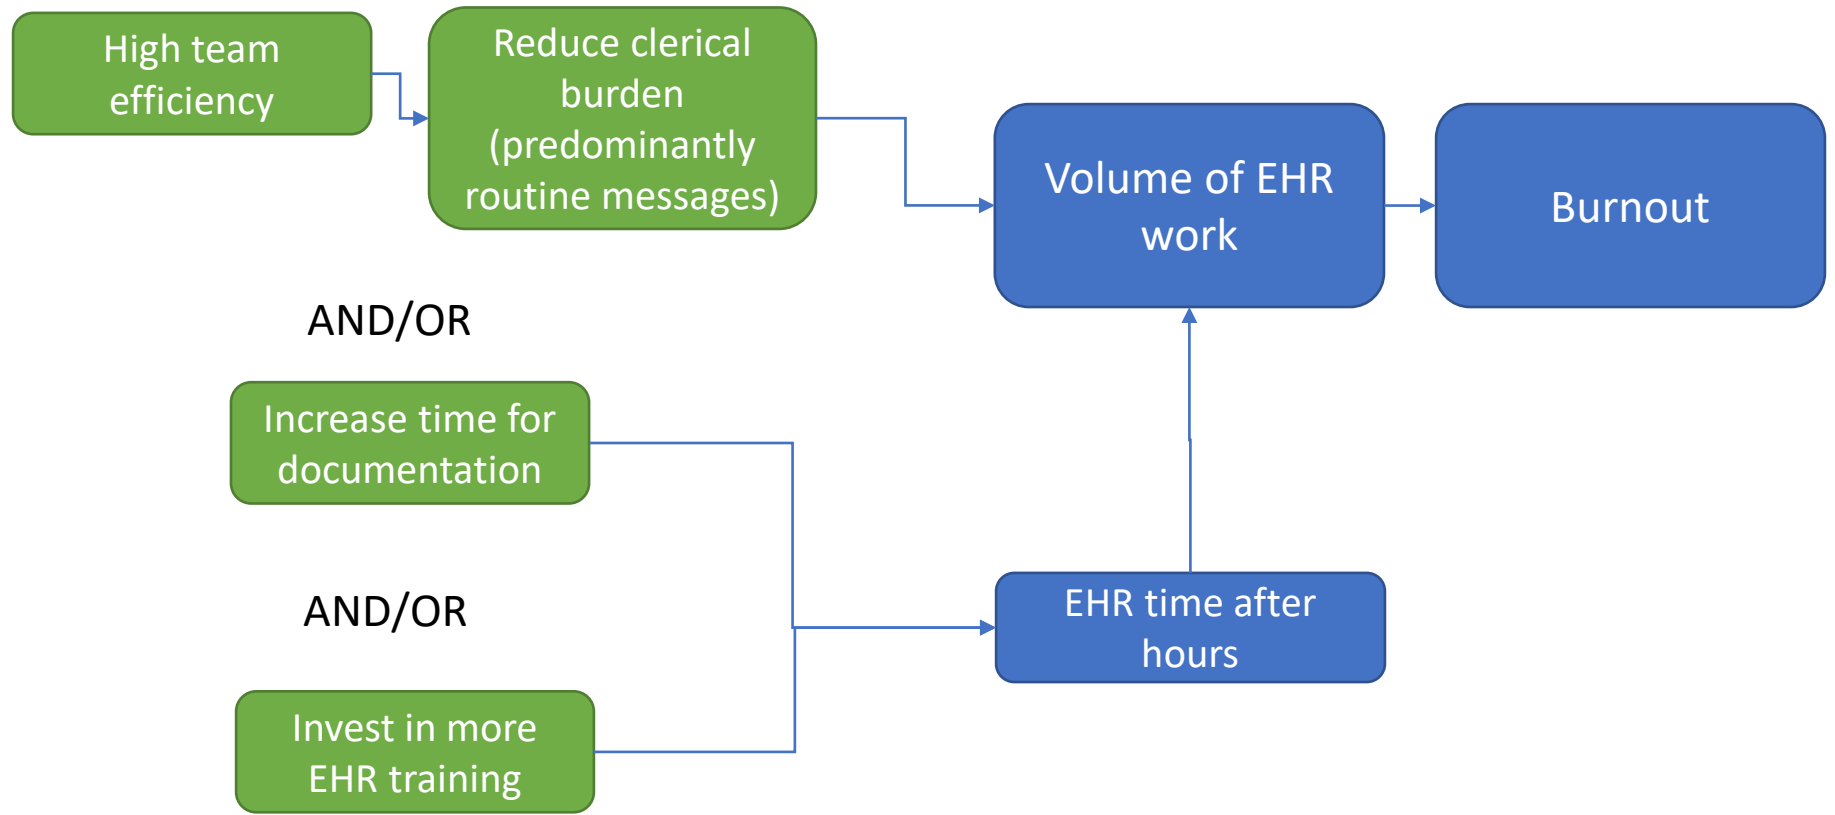 High team
efficiency
Reduce clerical
burden
(predominantly
routine messages)
Volume of EHR
work
Burnout
AND/OR
Increase time for
documentation
AND/OR
EHR time after
hours
Invest in more
EHR training